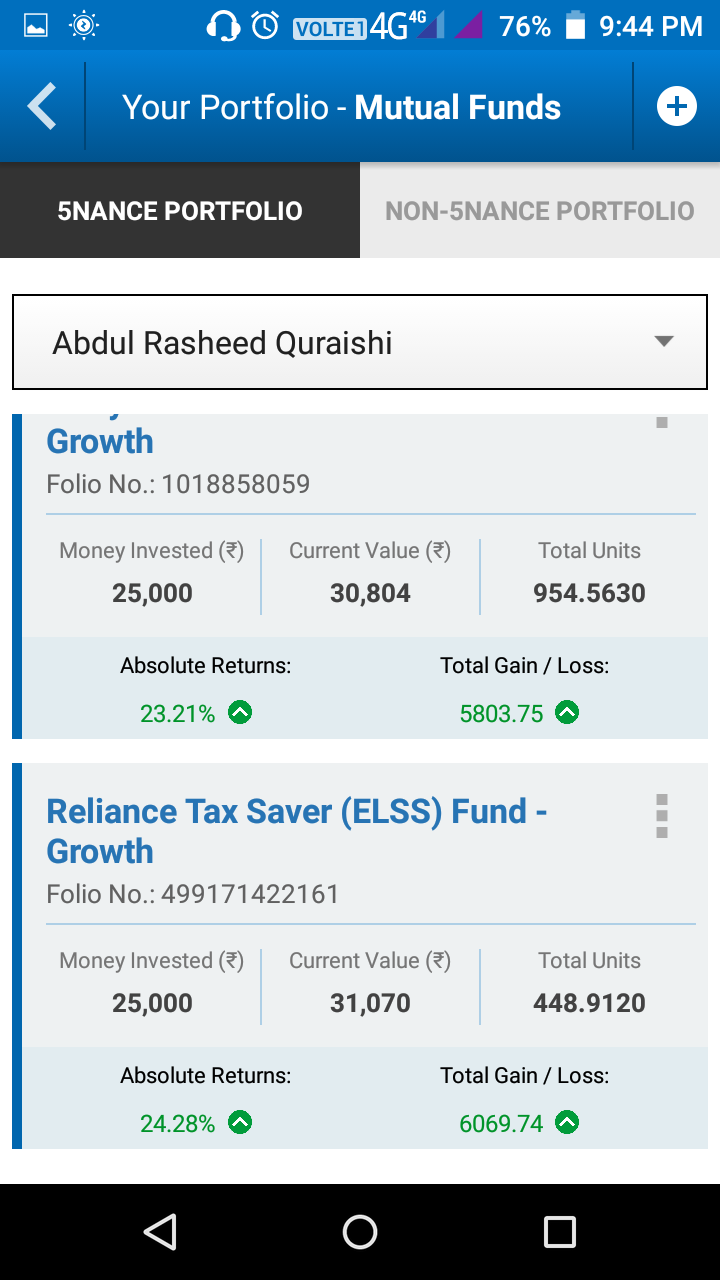 VOLTE1 4G 4G 76% 9:44 PM
Your Portfolio - Mutual Funds
5NANCE PORTFOLIO NON-5NANCE PORTFOLIO
Abdul Rasheed Quraishi
Growth
Folio No.: 1018858059
Money Invested (₹) Current Value (₹) Total Units
25,000 30,804 954.5630
Absolute Returns: Total Gain / Loss:
23.21% 5803.75
Reliance Tax Saver (ELSS) Fund -
Growth
Folio No.: 499171422161
Money Invested (₹) Current Value (₹) Total Units
25,000 31,070 448.9120
Absolute Returns: Total Gain / Loss:
24.28% 6069.74